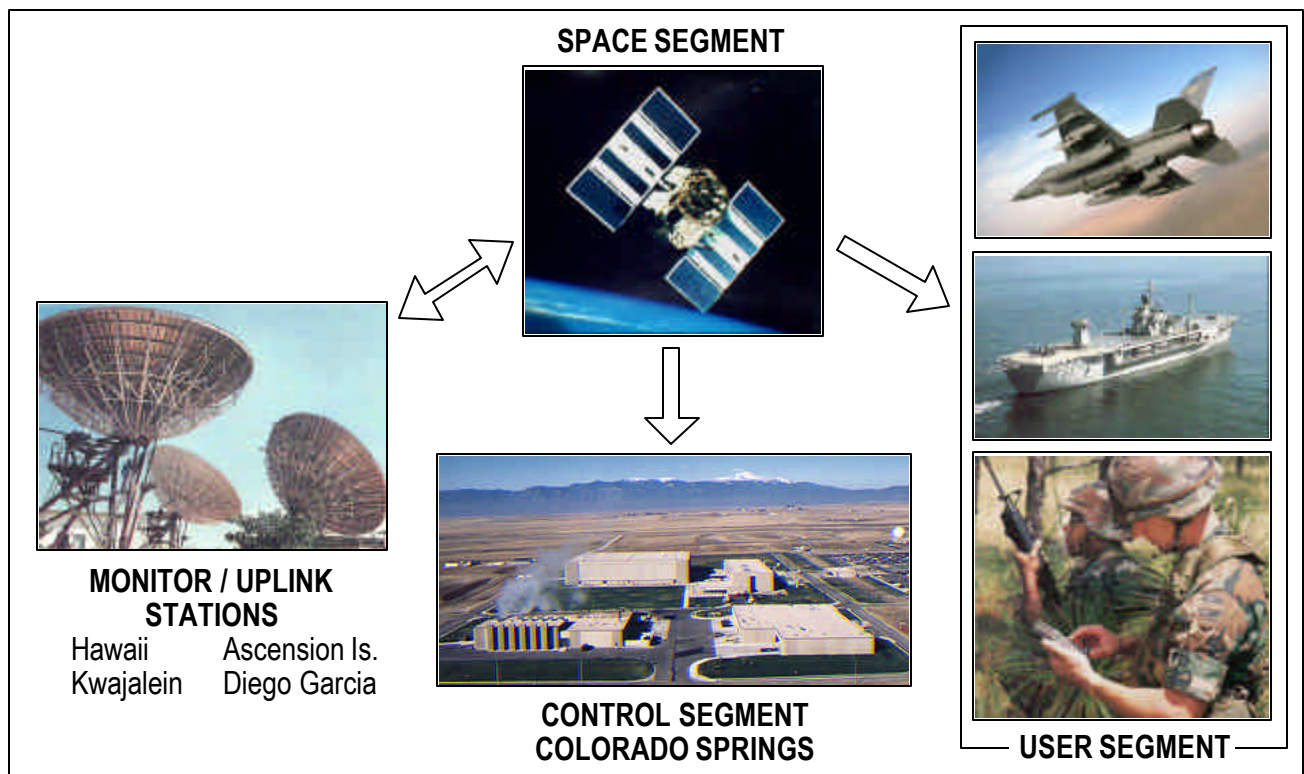 SPACE SEGMENT
MONITOR / UPLINK
STATIONS
Hawaii Ascension Is.
Kwajalein Diego Garcia
CONTROL SEGMENT
COLORADO SPRINGS
USER SEGMENT